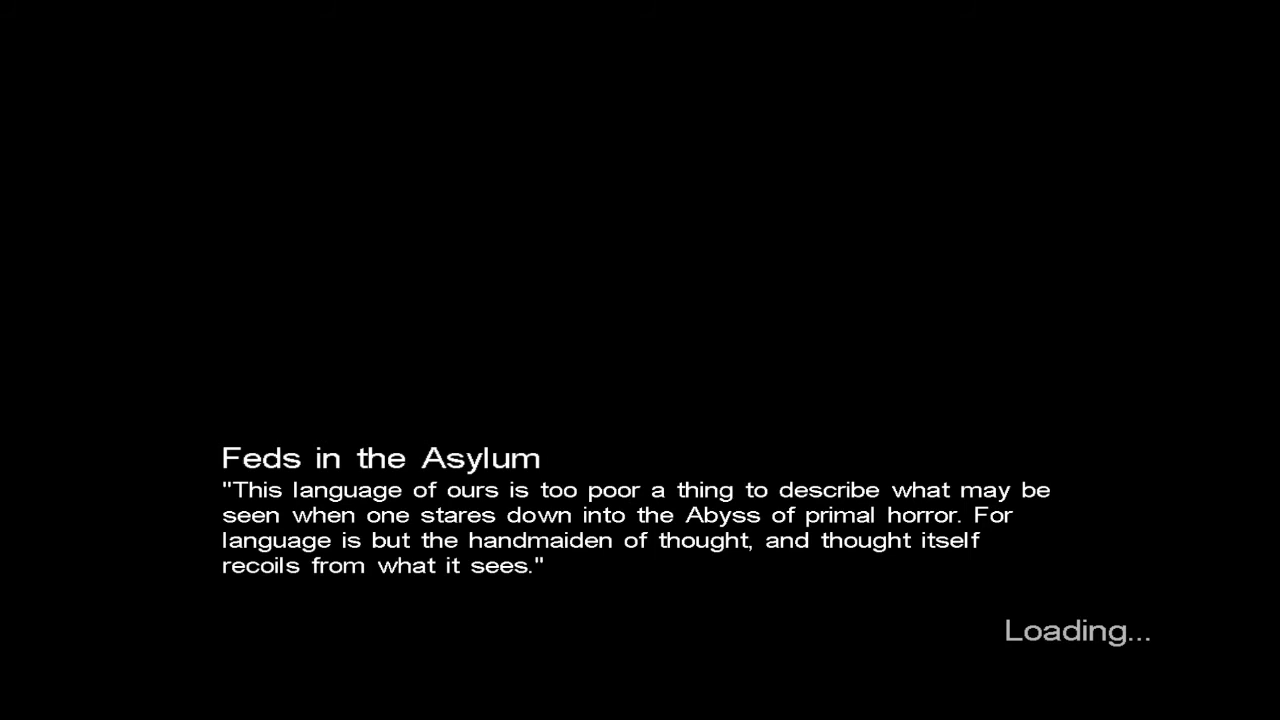 Feds in the Asylum
"This language of ours is too poor a thing to describe what may be
seen when one stares down into the Abyss of primal horror. For
language is but the handmaiden of thought, and thought itself
recoils from what it sees."
Loading...